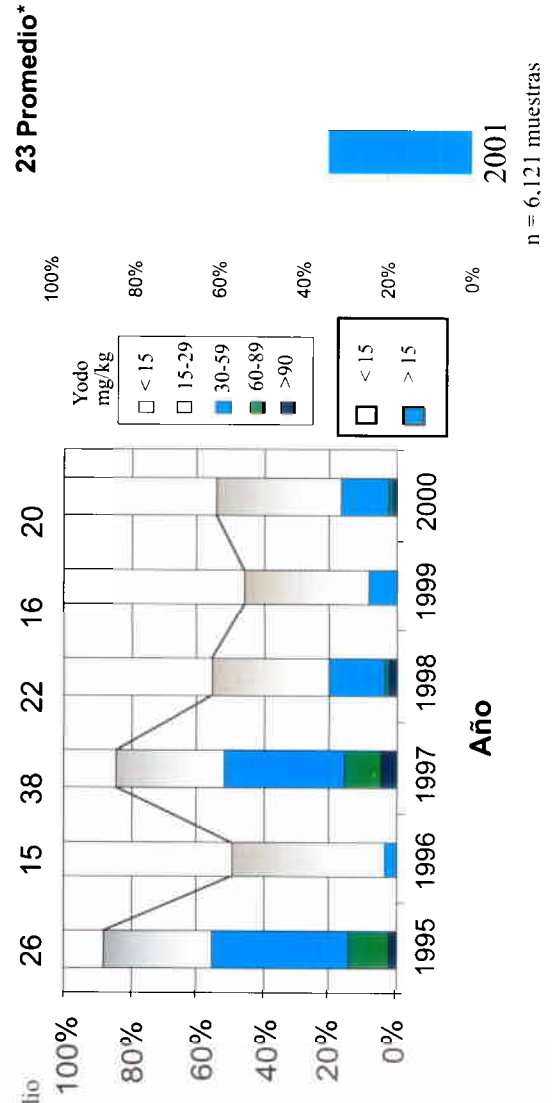 dio
26 15 38 22 16 20
23 Promedio*
100%
80%
60%
40%
20%
0%
1995 1996 1997 1998 1999 2000
Año
Yodo
mg/kg
< 15
15-29
30-59
60-89
>90
< 15
> 15
100%
80%
60%
40%
20%
0%
2001
n = 6,121 muestras